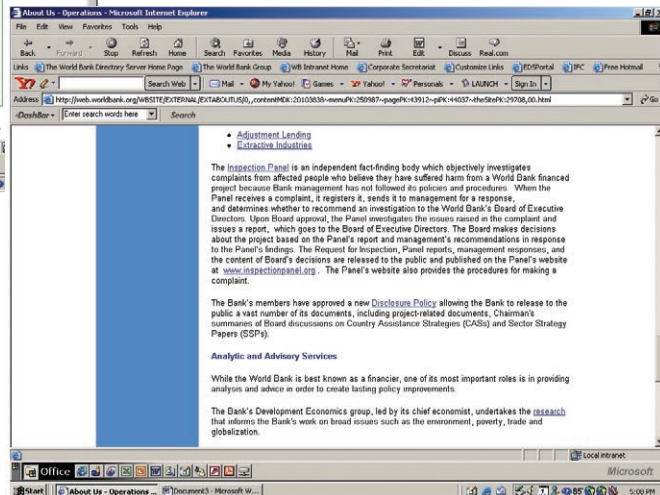 About Us - Operations - Microsoft Internet Explorer
File Edit View Favorites Tools Help
Back Forward Stop Refresh Home Search Favorites Media History Mail Print Edit Discuss Real.com
Links The World Bank Directory Server Home Page The World Bank Group WB Intranet Home Corporate Secretariat Customize Links EDSPortal IFC Free Hotmail
Search Web Mail My Yahoo! Games Yahoo! Personals LAUNCH Sign In
Address http://web.worldbank.org/WBSITE/EXTERNAL/EXTABOUTUS/0,,contentMDK:20103838~menuPK:250987~pagePK:43912~piPK:44037~theSitePK:29708,00.html Go
DashBar Enter search words here Search
• Adjustment Lending
• Extractive Industries
The Inspection Panel is an independent fact-finding body which objectively investigates
complaints from affected people who believe they have suffered harm from a World Bank financed
project because Bank management has not followed its policies and procedures. When the
Panel receives a complaint, it registers it, sends it to management for a response,
and determines whether to recommend an investigation to the World Bank's Board of Executive
Directors. Upon Board approval, the Panel investigates the issues raised in the complaint and
issues a report, which goes to the Board of Executive Directors. The Board makes decisions
about the project based on the Panel's report and management's recommendations in response
to the Panel's findings. The Request for Inspection, Panel reports, management responses, and
the content of Board's decisions are released to the public and published on the Panel's website
at www.inspectionpanel.org . The Panel's website also provides the procedures for making a
complaint.
The Bank's members have approved a new Disclosure Policy allowing the Bank to release to the
public a vast number of its documents, including project-related documents, Chairman's
summaries of Board discussions on Country Assistance Strategies (CASs) and Sector Strategy
Papers (SSPs).
Analytic and Advisory Services
While the World Bank is best known as a financier, one of its most important roles is in providing
analysis and advice in order to create lasting policy improvements.
The Bank's Development Economics group, led by its chief economist, undertakes the research
that informs the Bank's work on broad issues such as the environment, poverty, trade and
globalization.
Local intranet
Office Microsoft
Start About Us - Operations ... Document3 - Microsoft W... 85° 5:00 PM